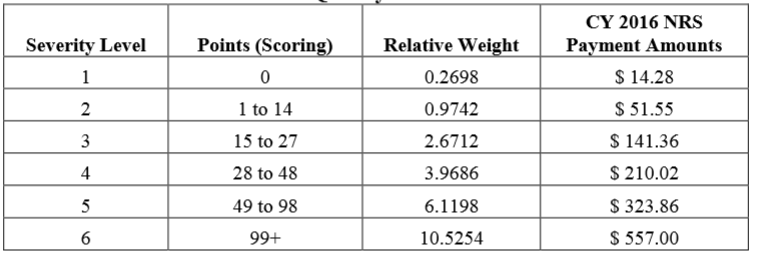 Severity Level Points (Scoring) Relative Weight CY 2016 NRS Payment Amounts
1 0 0.2698 $ 14.28
2 1 to 14 0.9742 $ 51.55
3 15 to 27 2.6712 $ 141.36
4 28 to 48 3.9686 $ 210.02
5 49 to 98 6.1198 $ 323.86
6 99+ 10.5254 $ 557.00